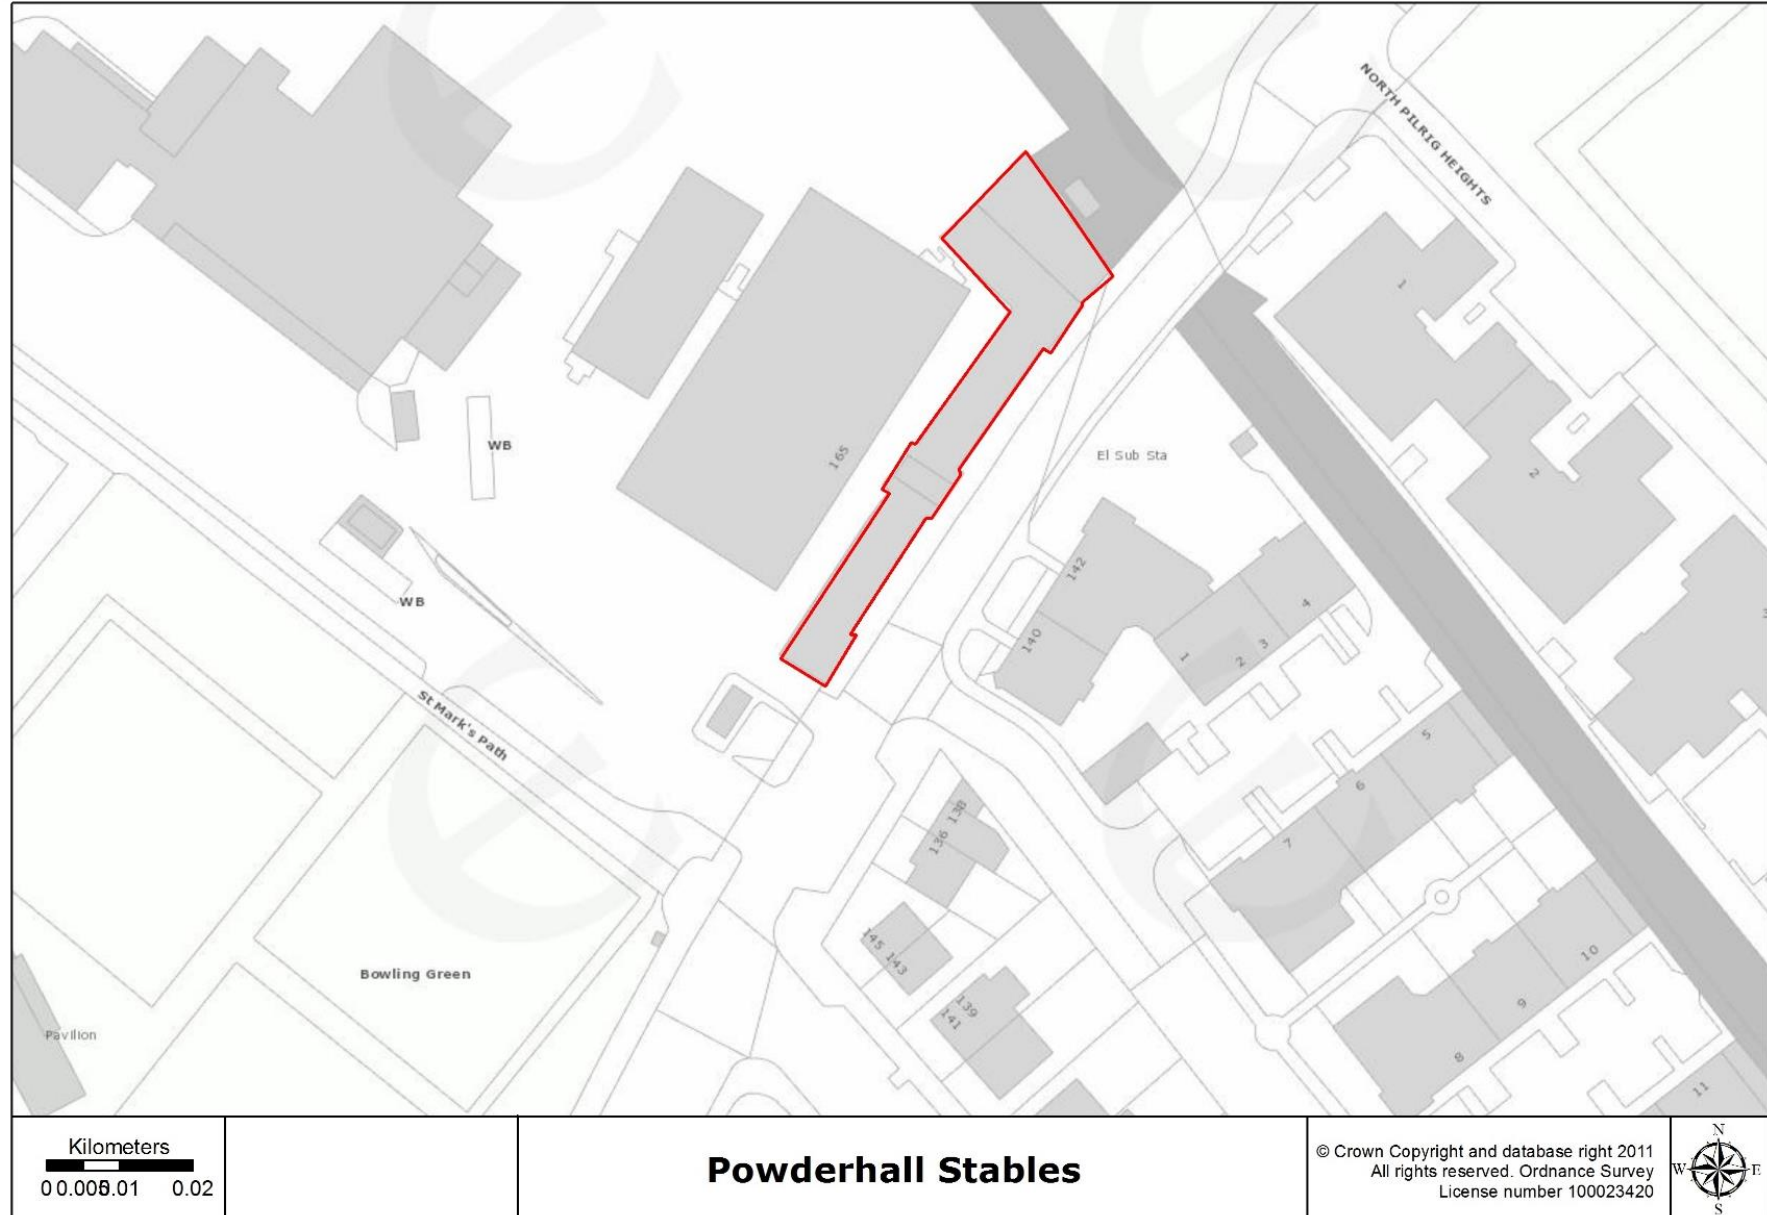 NORTH PILRIG HEIGHTS
1
WB
165
El Sub Sta
2
142
4
WB
140
3
1
2
St Mark's Path
5
6
138
136
7
145 143
10
Bowling Green
139
141
9
Pavilion
8
11
Kilometers
0 0.005 0.01 0.02
Powderhall Stables
© Crown Copyright and database right 2011
All rights reserved. Ordnance Survey
License number 100023420
N
W E
S